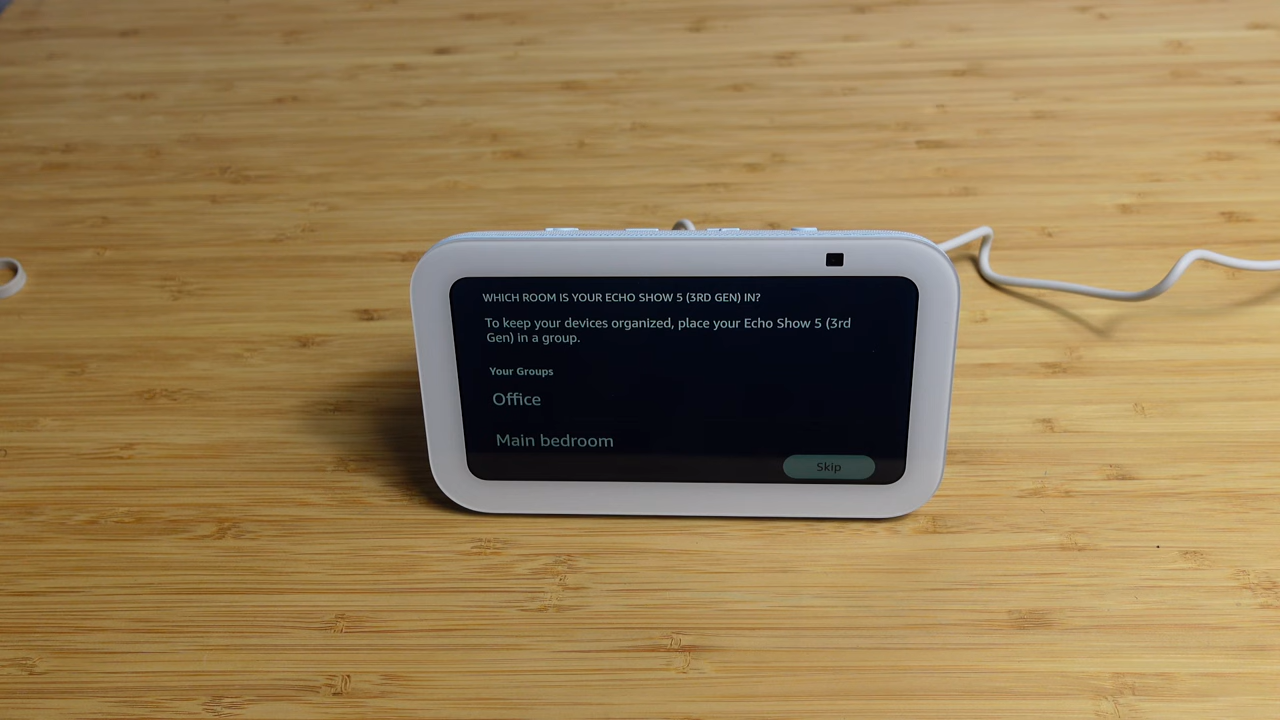 WHICH ROOM IS YOUR ECHO SHOW 5 (3RD GEN) IN?
To keep your devices organized, place your Echo Show 5 (3rd
Gen) in a group.
Your Groups
Office
Main bedroom
Skip